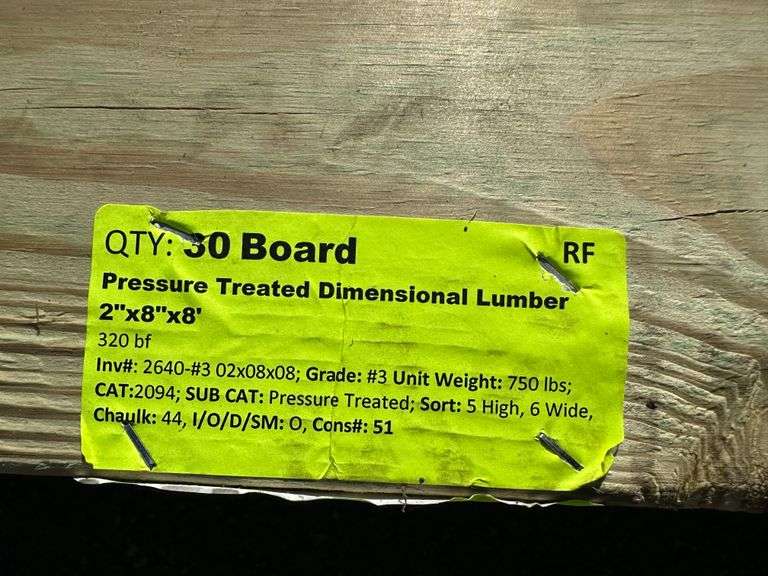 QTY: 30 Board RF
Pressure Treated Dimensional Lumber
2"x8"x8'
320 bf
Inv#: 2640-#3 02x08x08; Grade: #3 Unit Weight: 750 lbs;
CAT:2094; SUB CAT: Pressure Treated; Sort: 5 High, 6 Wide,
Chaulk: 44, I/O/D/SM: O, Cons#: 51